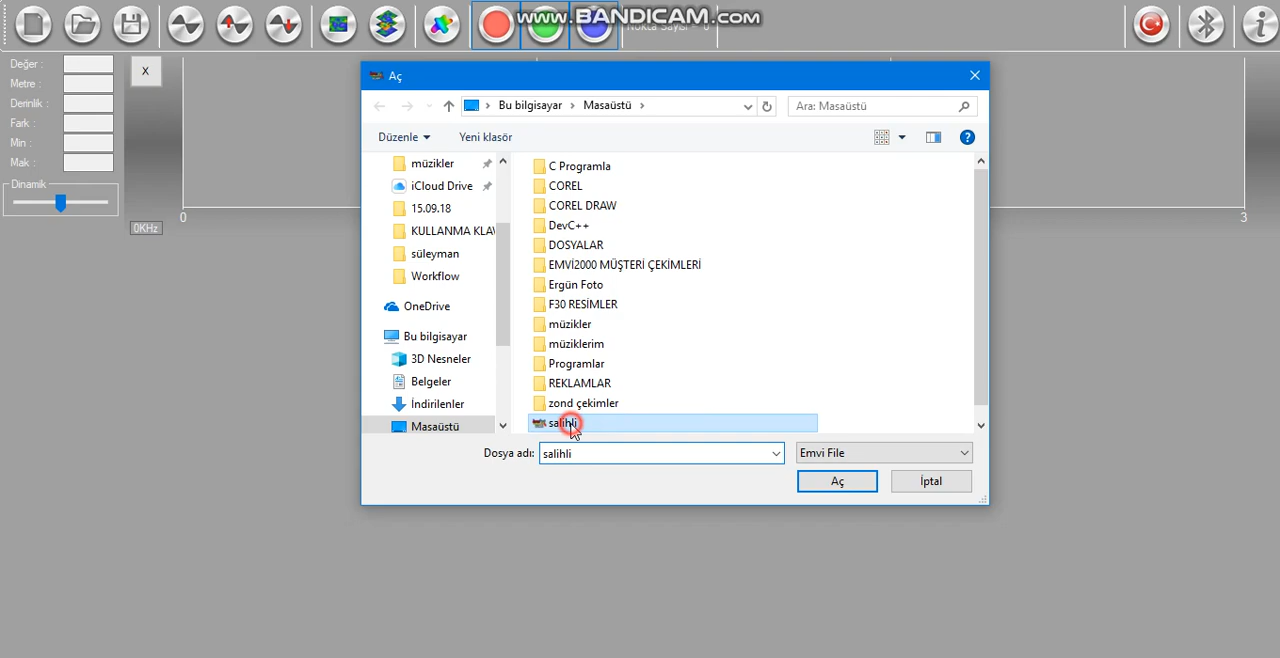 www.BANDICAM.com
Nokta Sayısı 0
Değer :
Metre :
Derinlik :
Fark :
Min :
Mak :
Dinamik
X
0KHz
0
3
Aç
Bu bilgisayar
Masaüstü
Ara: Masaüstü
Düzenle
Yeni klasör
müzikler
iCloud Drive
15.09.18
KULLANMA KLA
süleyman
Workflow
OneDrive
Bu bilgisayar
3D Nesneler
Belgeler
İndirilenler
Masaüstü
C Programla
COREL
COREL DRAW
DevC++
DOSYALAR
EMVİ2000 MÜŞTERİ ÇEKİMLERİ
Ergün Foto
F30 RESİMLER
müzikler
müziklerim
Programlar
REKLAMLAR
zond çekimler
salihli
Dosya adı:
salihli
Emvi File
Aç
İptal